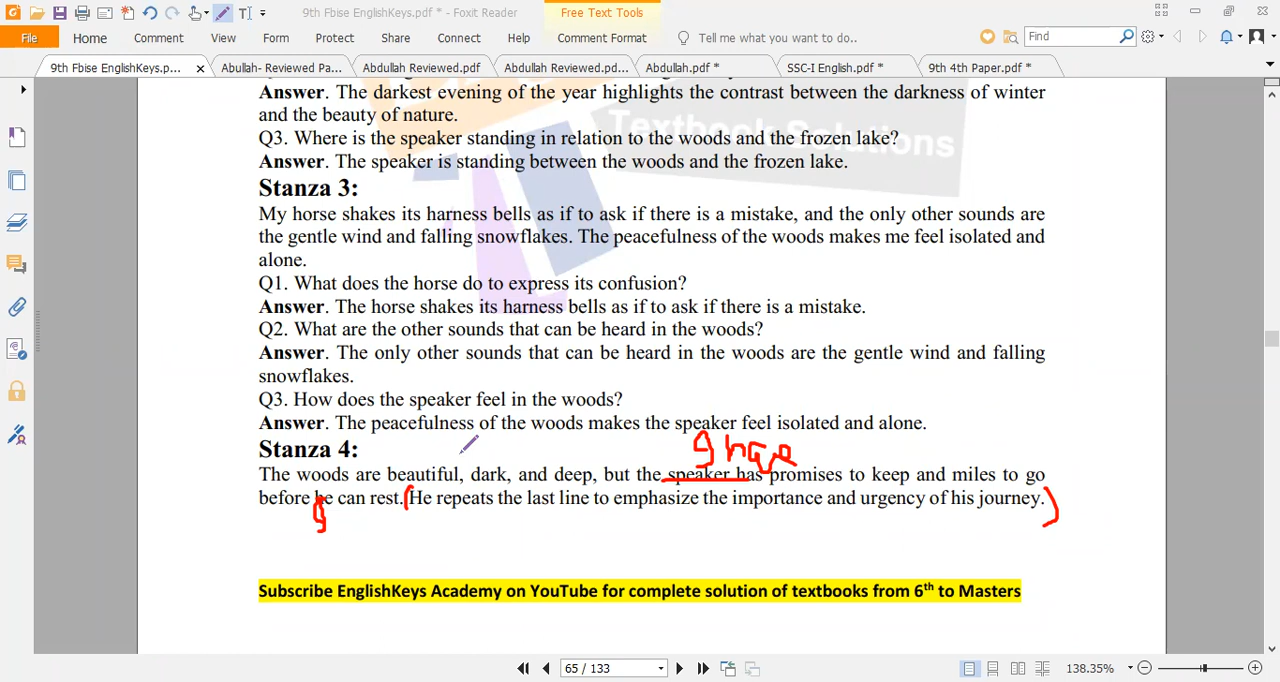 9th Fbise EnglishKeys.pdf * - Foxit Reader
Free Text Tools
File Home Comment View Form Protect Share Connect Help Comment Format Tell me what you want to do.. Find
9th Fbise EnglishKeys.p... Abullah- Reviewed Pa... Abdullah Reviewed.pdf Abdullah Reviewed.pd... Abdullah.pdf * SSC-I English.pdf * 9th 4th Paper.pdf *
Answer. The darkest evening of the year highlights the contrast between the darkness of winter
and the beauty of nature.
Textbook Solutions
Q3. Where is the speaker standing in relation to the woods and the frozen lake?
Answer. The speaker is standing between the woods and the frozen lake.
Stanza 3:
My horse shakes its harness bells as if to ask if there is a mistake, and the only other sounds are
the gentle wind and falling snowflakes. The peacefulness of the woods makes me feel isolated and
alone.
Q1. What does the horse do to express its confusion?
Answer. The horse shakes its harness bells as if to ask if there is a mistake.
Q2. What are the other sounds that can be heard in the woods?
Answer. The only other sounds that can be heard in the woods are the gentle wind and falling
snowflakes.
Q3. How does the speaker feel in the woods?
Answer. The peacefulness of the woods makes the speaker feel isolated and alone.
Stanza 4:
I have
The woods are beautiful, dark, and deep, but the speaker has promises to keep and miles to go
before he can rest. (He repeats the last line to emphasize the importance and urgency of his journey.)
I
Subscribe EnglishKeys Academy on YouTube for complete solution of textbooks from 6th to Masters
65 / 133
138.35%